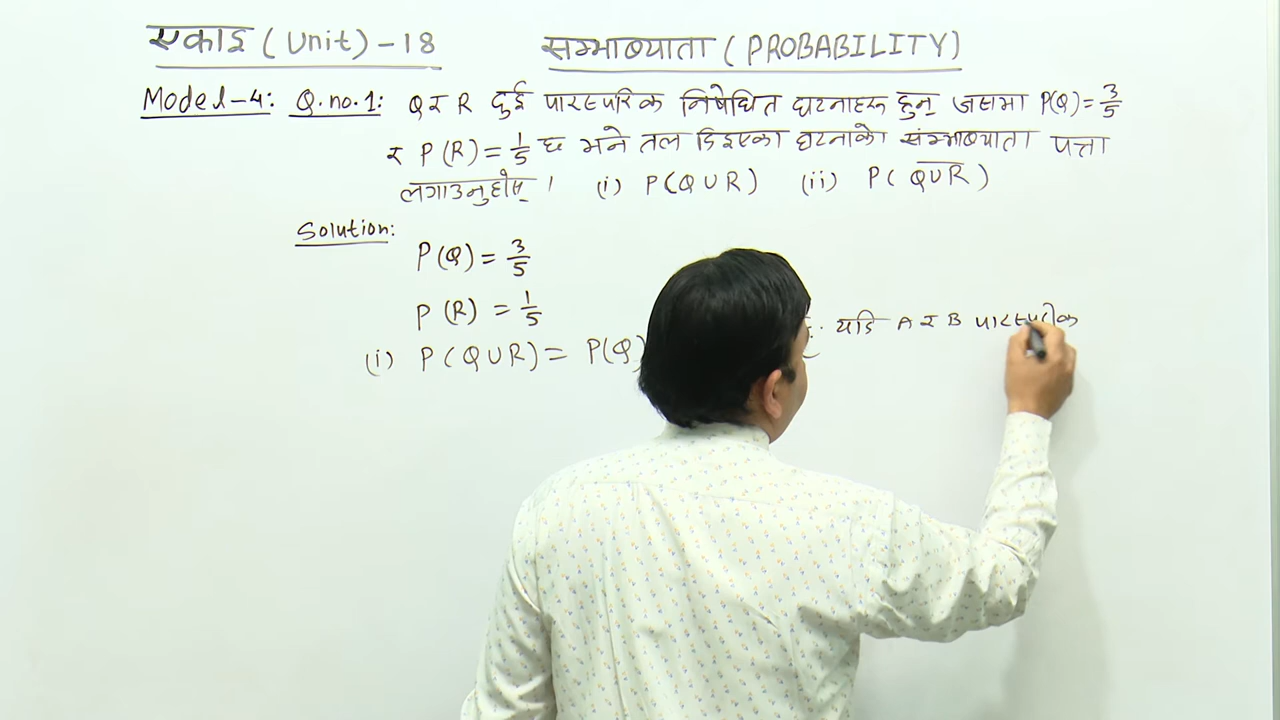 एकाइ (Unit) - 18 सम्भाव्यता (PROBABILITY)
Model-4: Q.no.1: Q र R दुई पारस्परिक निषेधित घटनाहरू हुन् जसमा P(Q) = 3/5
र P(R) = 1/5 छ भने तल दिइएका घटनाको सम्भाव्यता पत्ता
लगाउनुहोस् । (i) P(Q∪R) (ii) P(\overline{Q∪R})
Solution:
P(Q) = 3/5
P(R) = 1/5
यदि A र B पारस्परिक
(i) P(Q∪R) = P(Q)